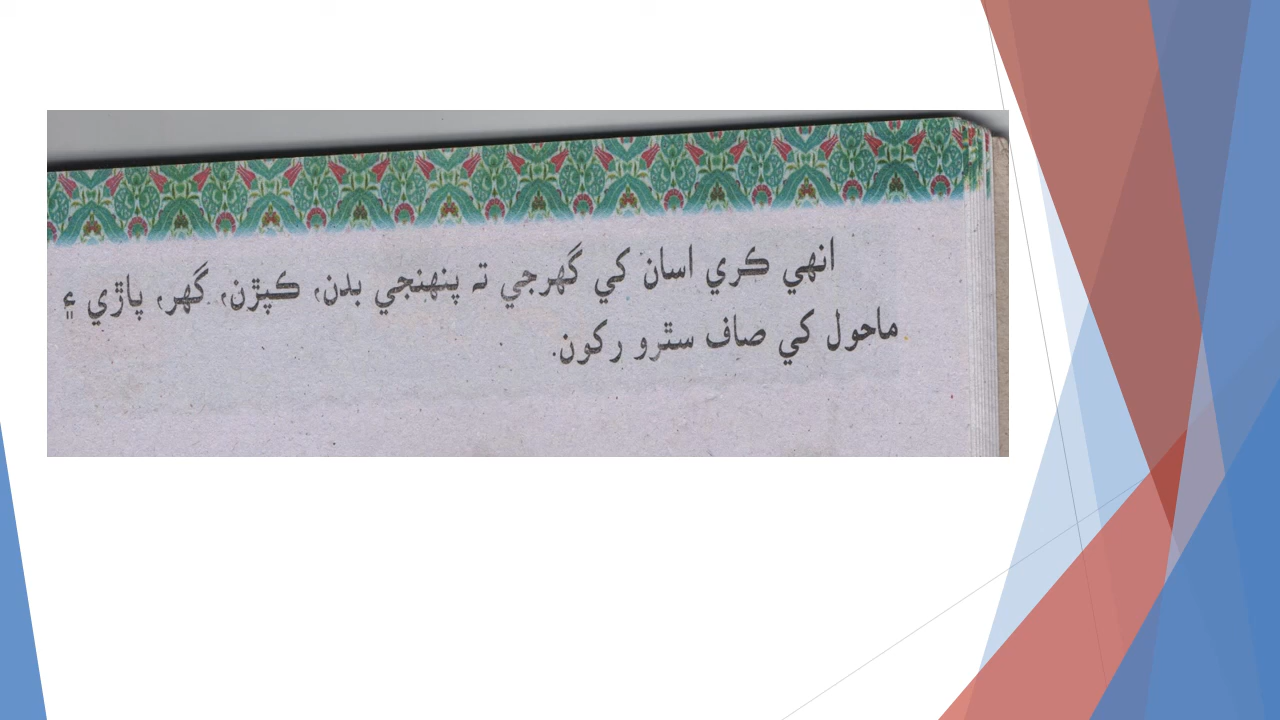 انهي ڪري اسان کي گهرجي ته پنهنجي بدن، ڪپڙن، گهر، پاڙي ۽
ماحول کي صاف سٿرو رکون.